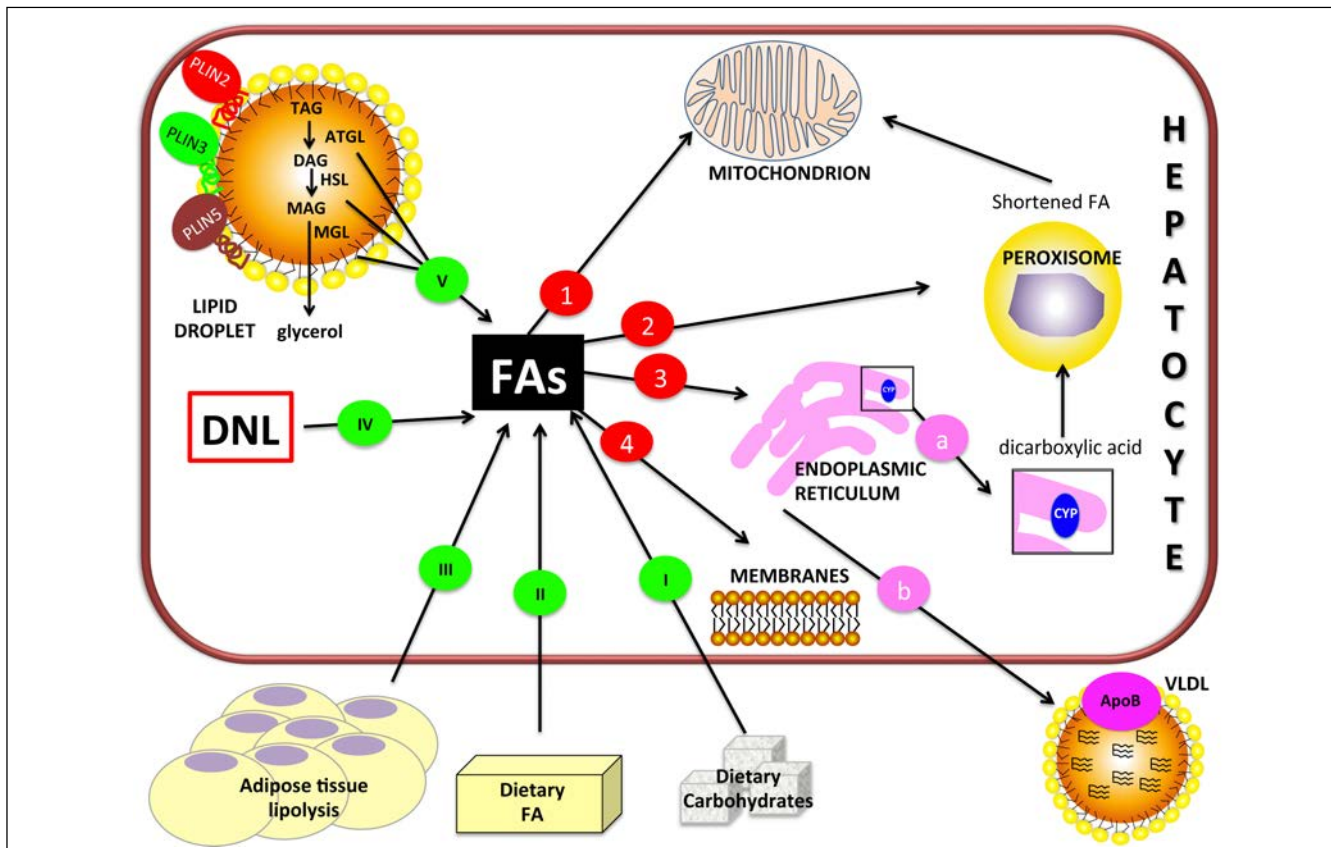 PLIN2
PLIN3
PLIN5
TAG
ATGL
DAG
HSL
MAG
MGL
LIPID
DROPLET
glycerol
V
MITOCHONDRION
Shortened FA
PEROXISOME
HEPATOCYTE
1
2
3
4
FAs
DNL
IV
CYP
a
ENDOPLASMIC
RETICULUM
dicarboxylic acid
CYP
III
II
I
MEMBRANES
b
VLDL
ApoB
Adipose tissue
lipolysis
Dietary
FA
Dietary
Carbohydrates